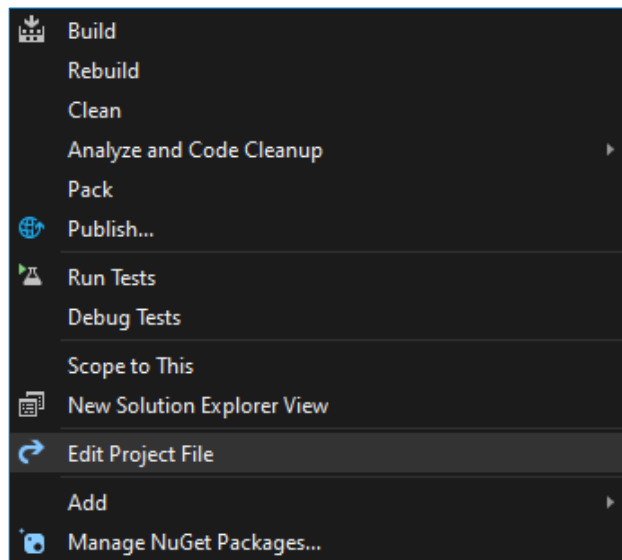 Build
Rebuild
Clean
Analyze and Code Cleanup
Pack
Publish...
Run Tests
Debug Tests
Scope to This
New Solution Explorer View
Edit Project File
Add
Manage NuGet Packages...